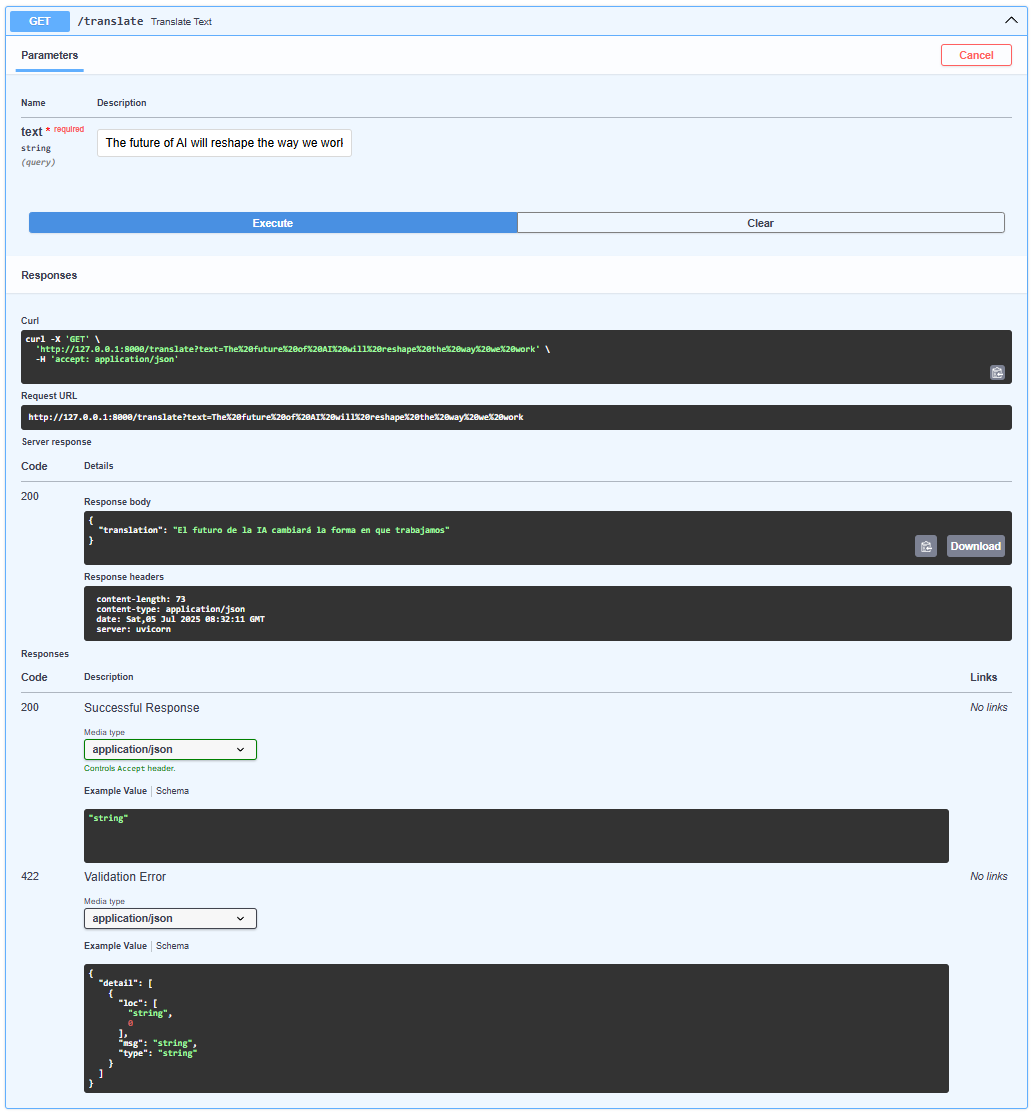 GET /translate Translate Text
Parameters
Cancel
Name Description
text * required
string
(query)
The future of AI will reshape the way we work
Execute Clear
Responses
Curl
curl -X 'GET' \
'http://127.0.0.1:8000/translate?text=The%20future%20of%20AI%20will%20reshape%20the%20way%20we%20work' \
-H 'accept: application/json'
Request URL
http://127.0.0.1:8000/translate?text=The%20future%20of%20AI%20will%20reshape%20the%20way%20we%20work
Server response
Code Details
200
Response body
{
"translation": "El futuro de la IA cambiará la forma en que trabajamos"
}
Download
Response headers
content-length: 73
content-type: application/json
date: Sat,05 Jul 2025 08:32:11 GMT
server: uvicorn
Responses
Code Description Links
200 Successful Response No links
Media type
application/json
Controls Accept header.
Example Value Schema
"string"
422 Validation Error No links
Media type
application/json
Example Value Schema
{
"detail": [
{
"loc": [
"string",
0
],
"msg": "string",
"type": "string"
}
]
}